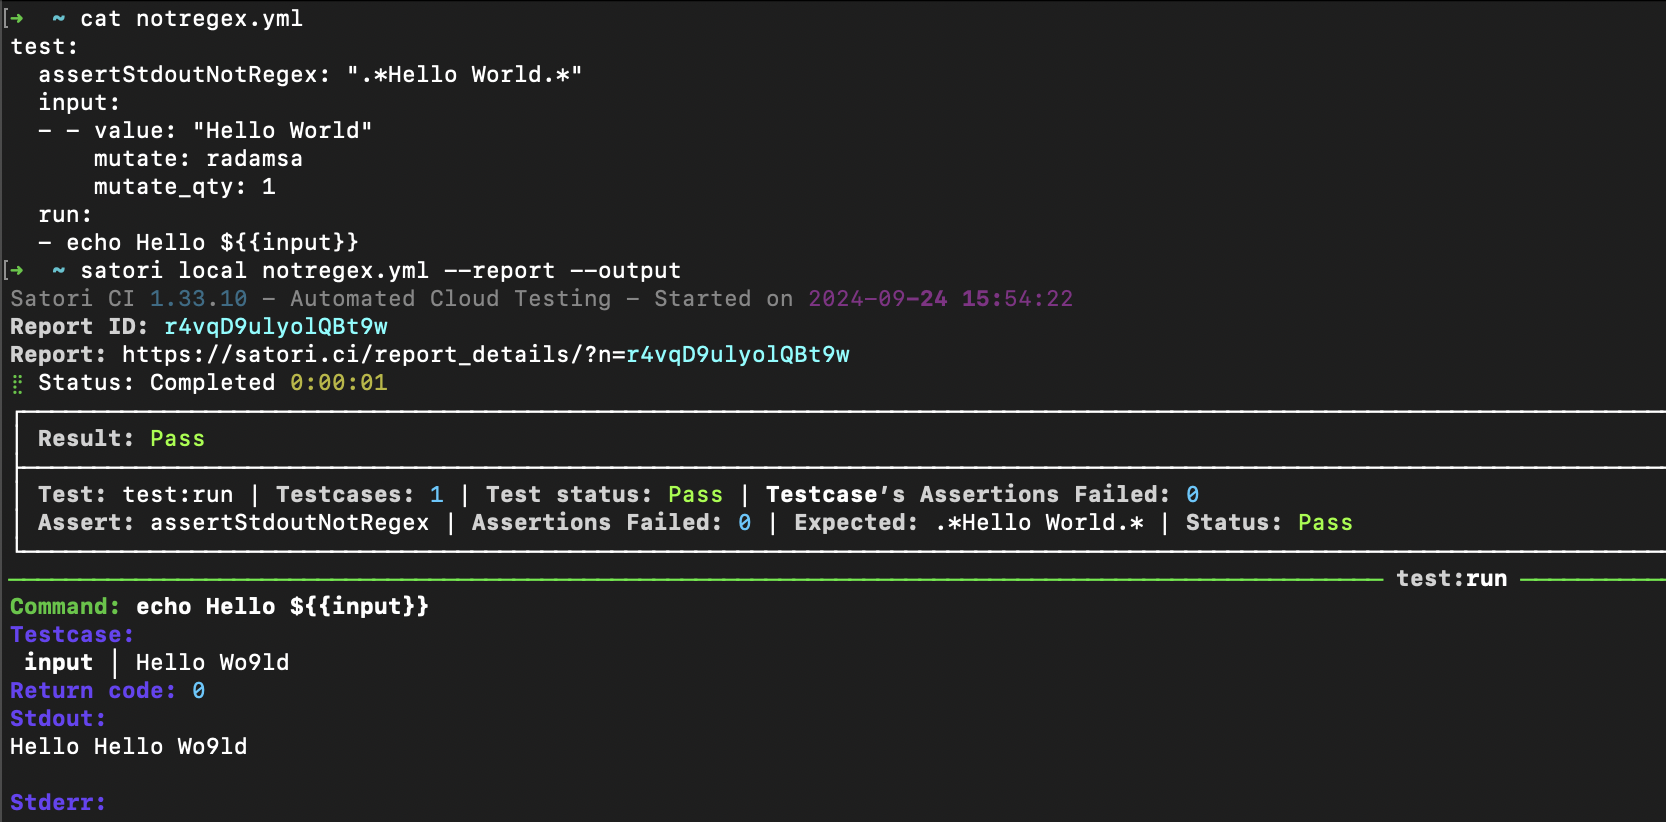 [➜  ~ cat notregex.yml
test:
  assertStdoutNotRegex: ".*Hello World.*"
  input:
  - - value: "Hello World"
      mutate: radamsa
      mutate_qty: 1
  run:
  - echo Hello ${{input}}
[➜  ~ satori local notregex.yml --report --output
Satori CI 1.33.10 - Automated Cloud Testing - Started on 2024-09-24 15:54:22
Report ID: r4vqD9ulyolQBt9w
Report: https://satori.ci/report_details/?n=r4vqD9ulyolQBt9w
⡿ Status: Completed 0:00:01
Result: Pass
Test: test:run | Testcases: 1 | Test status: Pass | Testcase's Assertions Failed: 0
Assert: assertStdoutNotRegex | Assertions Failed: 0 | Expected: .*Hello World.* | Status: Pass
test:run
Command: echo Hello ${{input}}
Testcase:
 input │ Hello Wo9ld
Return code: 0
Stdout:
Hello Hello Wo9ld
Stderr: